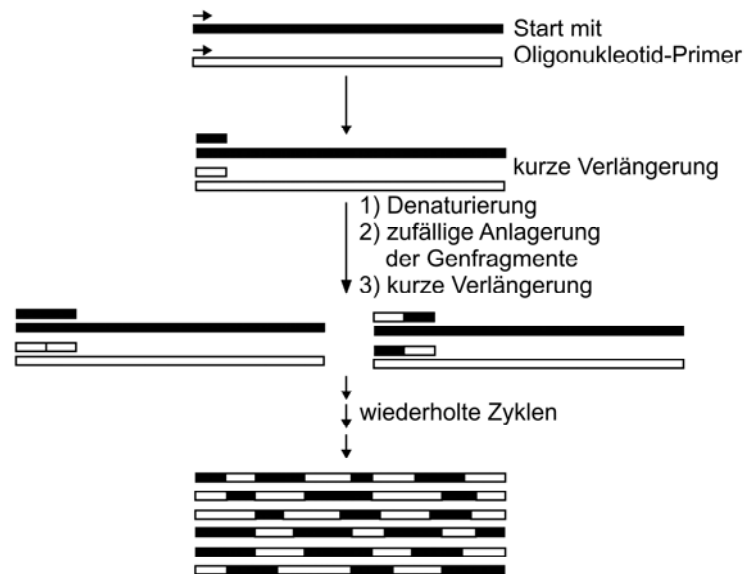 Start mit
Oligonukleotid-Primer
kurze Verlängerung
1) Denaturierung
2) zufällige Anlagerung
der Genfragmente
3) kurze Verlängerung
wiederholte Zyklen